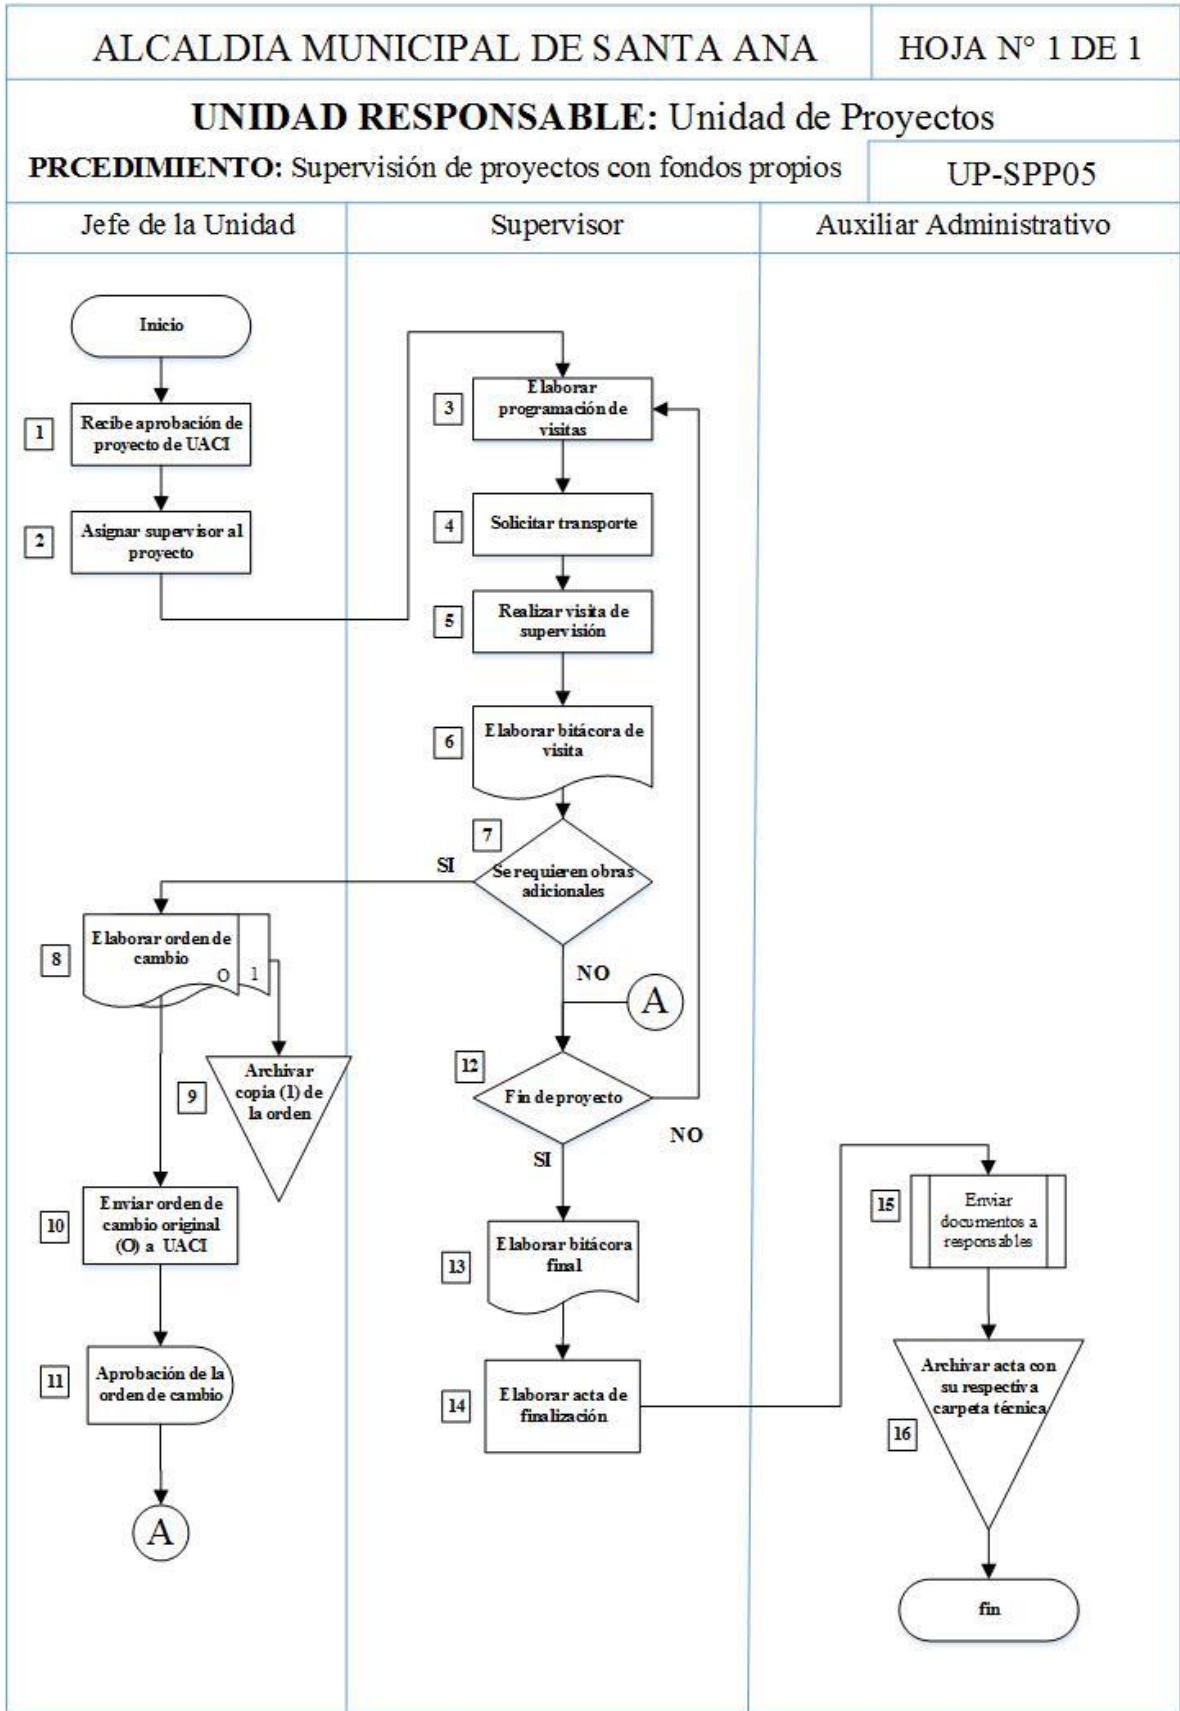 ALCALDIA MUNICIPAL DE SANTA ANA
HOJA N° 1 DE 1
UNIDAD RESPONSABLE: Unidad de Proyectos
PRCEDIMIENTO: Supervisión de proyectos con fondos propios
UP-SPP05
Jefe de la Unidad
Supervisor
Auxiliar Administrativo
Inicio
1
Recibe aprobación de
proyecto de UACI
2
Asignar supervisor al
proyecto
3
Elaborar
programación de
visitas
4
Solicitar transporte
5
Realizar visita de
supervisión
6
Elaborar bitácora de
visita
7
Se requieren obras
adicionales
SI
NO
8
Elaborar orden de
cambio
O
1
9
Archivar
copia (1) de
la orden
10
Enviar orden de
cambio original
(O) a UACI
11
Aprobación de la
orden de cambio
A
A
12
Fin de proyecto
NO
SI
13
Elaborar bitácora
final
14
Elaborar acta de
finalización
15
Enviar
documentos a
responsables
16
Archivar acta con
su respectiva
carpeta técnica
fin